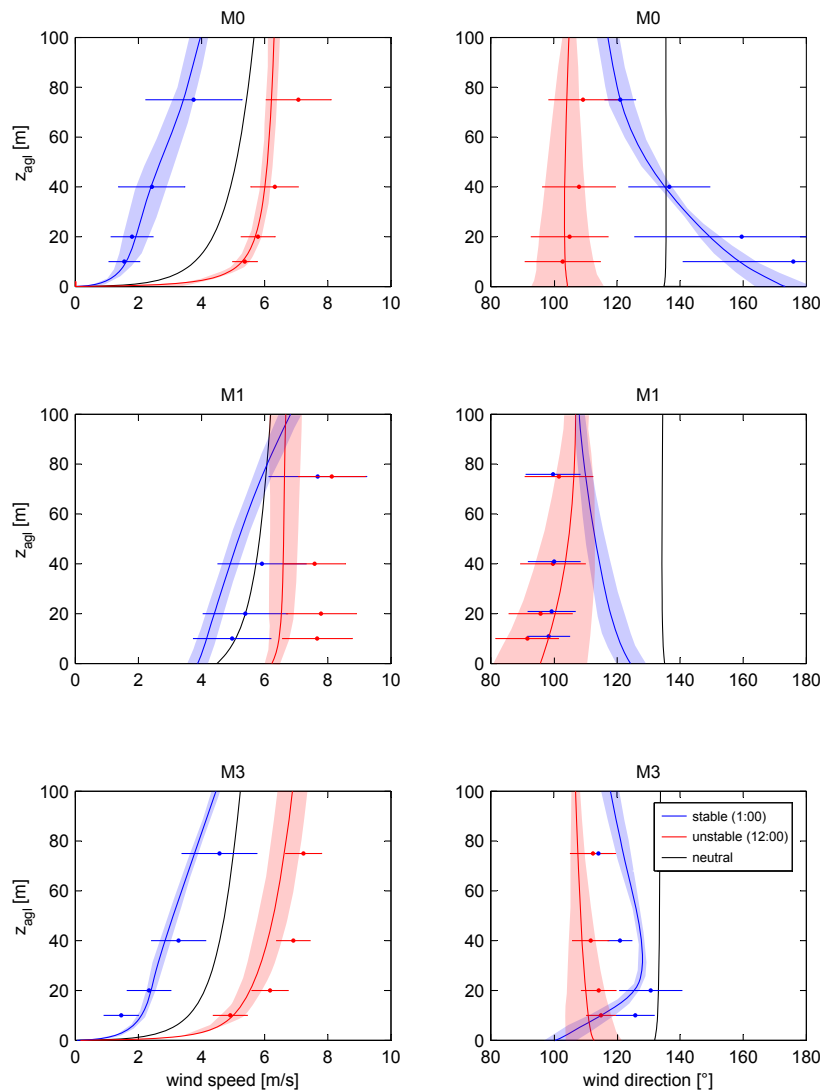 M0
M0
100
80
60
40
20
0
z_agl [m]
0 2 4 6 8 10
100
80
60
40
20
0
80 100 120 140 160 180
M1
M1
100
80
60
40
20
0
z_agl [m]
0 2 4 6 8 10
100
80
60
40
20
0
80 100 120 140 160 180
M3
M3
100
80
60
40
20
0
z_agl [m]
0 2 4 6 8 10
wind speed [m/s]
100
80
60
40
20
0
stable (1:00)
unstable (12:00)
neutral
80 100 120 140 160 180
wind direction [°]